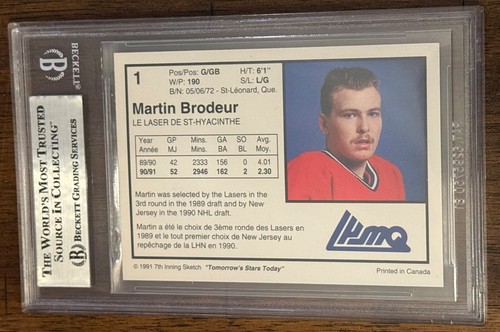 BECKETT
B
THE WORLD'S MOST TRUSTED
SOURCE IN COLLECTING™
B BECKETT GRADING SERVICES
1
Pos/Pos: G/GB H/T: 6'1"
W/P: 190 S/L: L/G
B/N: 05/06/72 - St-Léonard, Que.
Martin Brodeur
LE LASER DE ST-HYACINTHE
Year GP Mins. GA SO Avg.
Année MJ Mins. BA BL Moy.
89/90 42 2333 156 0 4.01
90/91 52 2946 162 2 2.30
Martin was selected by the Lasers in the
3rd round in the 1989 draft and by New
Jersey in the 1990 NHL draft.
Martin a été le choix de 3ème ronde des Lasers en
1989 et le tout premier choix de New Jersey au
repêchage de la LHN en 1990.
LHJMQ
© 1991 7th Inning Sketch "Tomorrow's Stars Today"
Printed in Canada